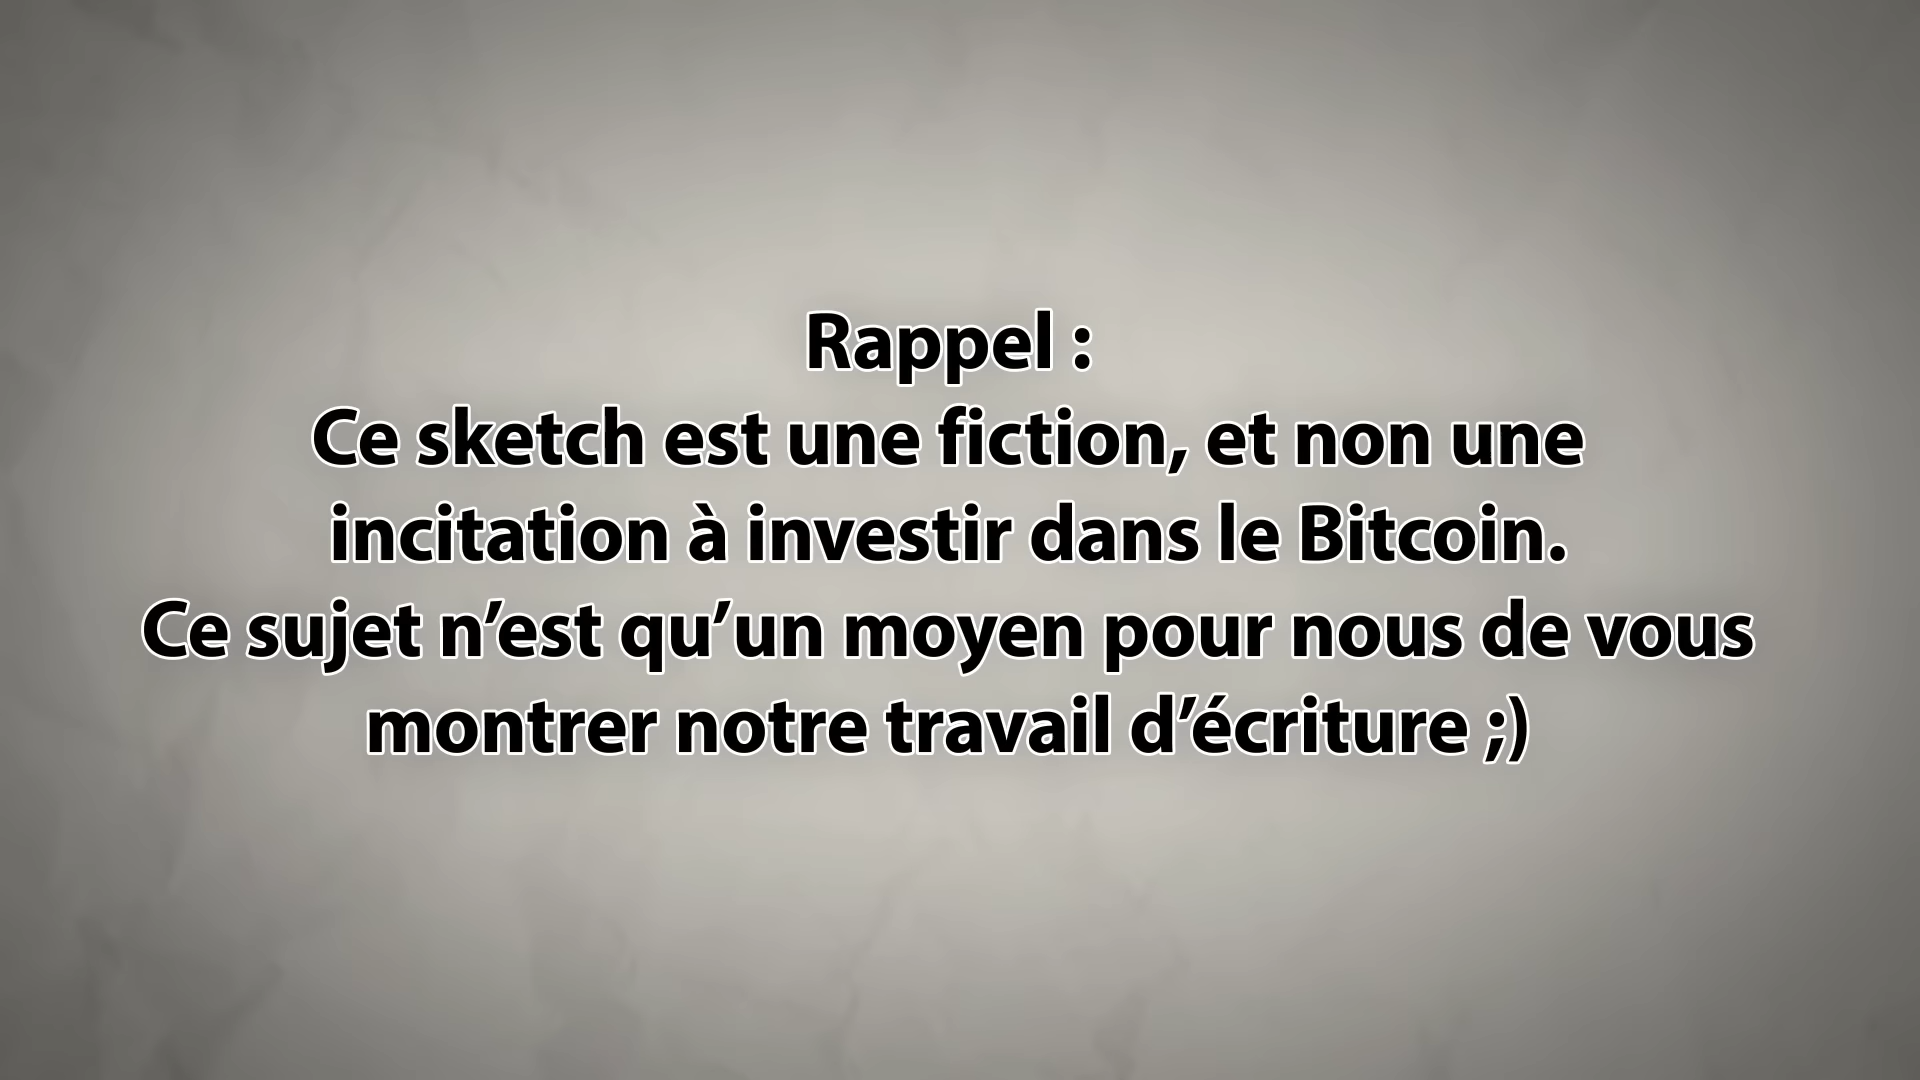 Rappel :
Ce sketch est une fiction, et non une
incitation à investir dans le Bitcoin.
Ce sujet n’est qu’un moyen pour nous de vous
montrer notre travail d’écriture ;)